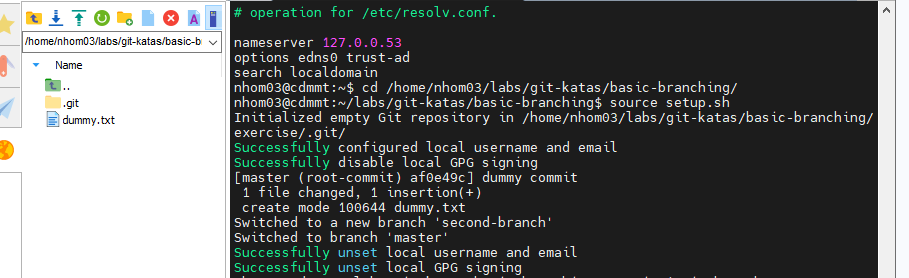 /home/nhom03/labs/git-katas/basic-b
Name
..
.git
dummy.txt
# operation for /etc/resolv.conf.
nameserver 127.0.0.53
options edns0 trust-ad
search localdomain
nhom03@cdmmt:~$ cd /home/nhom03/labs/git-katas/basic-branching/
nhom03@cdmmt:~/labs/git-katas/basic-branching$ source setup.sh
Initialized empty Git repository in /home/nhom03/labs/git-katas/basic-branching/
exercise/.git/
Successfully configured local username and email
Successfully disable local GPG signing
[master (root-commit) af0e49c] dummy commit
1 file changed, 1 insertion(+)
create mode 100644 dummy.txt
Switched to a new branch 'second-branch'
Switched to branch 'master'
Successfully unset local username and email
Successfully unset local GPG signing